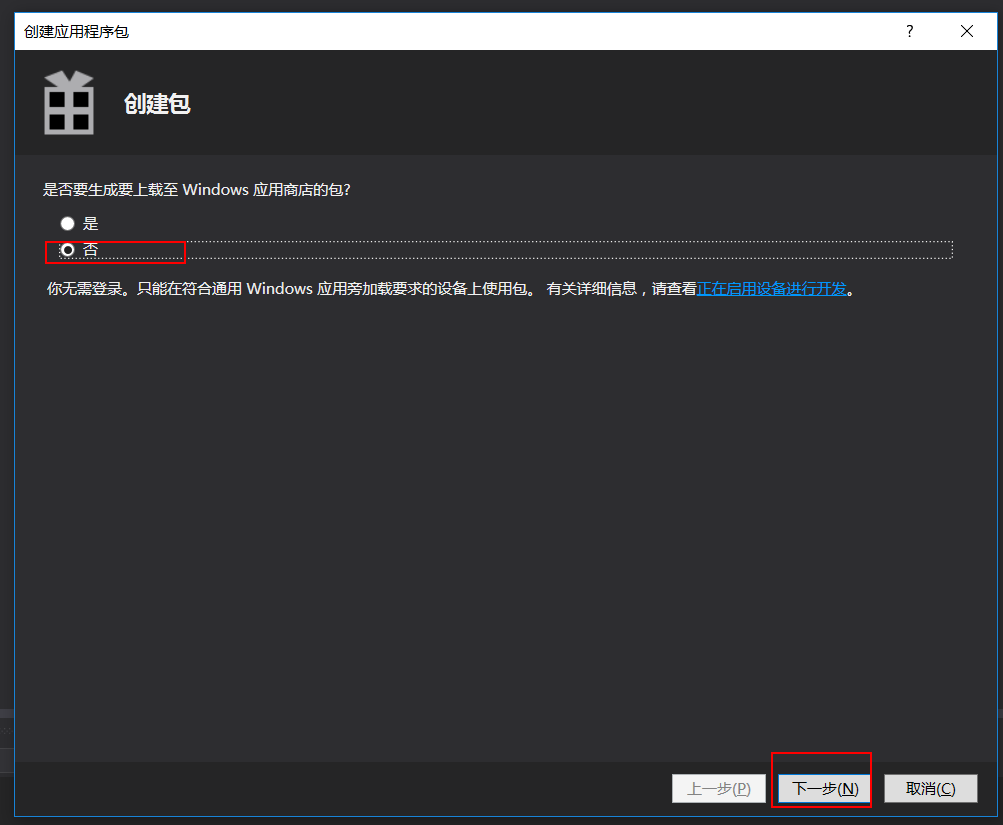 创建应用程序包
?
创建包
是否要生成要上载至 Windows 应用商店的包?
是
否
你无需登录。只能在符合通用 Windows 应用旁加载要求的设备上使用包。 有关详细信息，请查看正在启用设备进行开发。
上一步(P) 下一步(N) 取消(C)